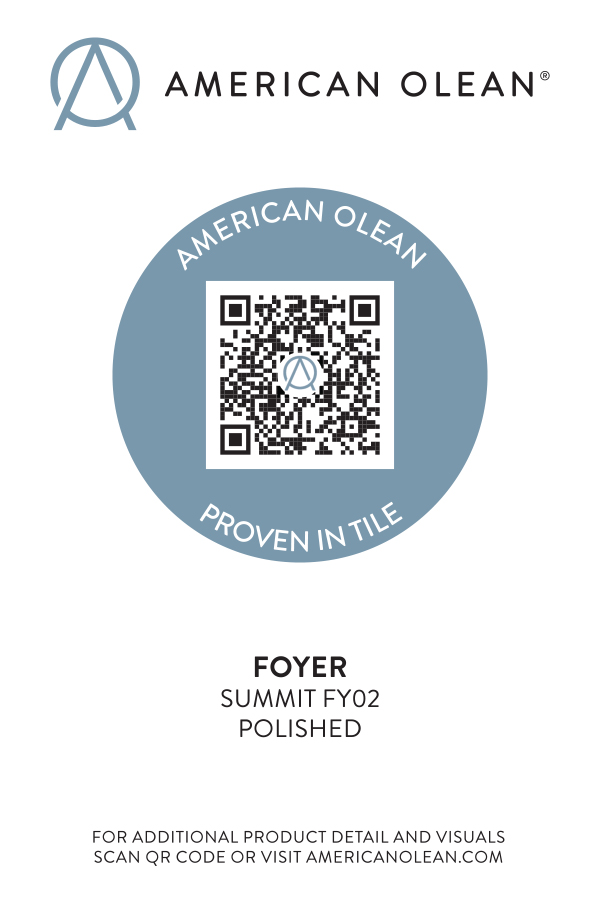 AMERICAN OLEAN®
AMERICAN OLEAN
PROVEN IN TILE
FOYER
SUMMIT FY02
POLISHED
FOR ADDITIONAL PRODUCT DETAIL AND VISUALS
SCAN QR CODE OR VISIT AMERICANOLEAN.COM